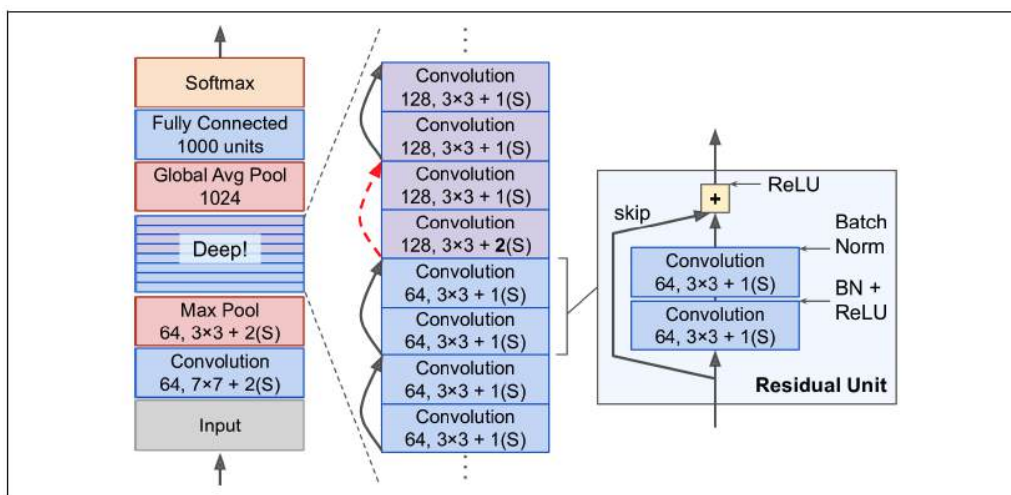 Softmax
Fully Connected
1000 units
Global Avg Pool
1024
Deep!
Max Pool
64, 3×3 + 2(S)
Convolution
64, 7×7 + 2(S)
Input
Convolution
128, 3×3 + 1(S)
Convolution
128, 3×3 + 1(S)
Convolution
128, 3×3 + 1(S)
Convolution
128, 3×3 + 2(S)
Convolution
64, 3×3 + 1(S)
Convolution
64, 3×3 + 1(S)
Convolution
64, 3×3 + 1(S)
Convolution
64, 3×3 + 1(S)
ReLU
+
skip
Batch
Norm
Convolution
64, 3×3 + 1(S)
BN +
ReLU
Convolution
64, 3×3 + 1(S)
Residual Unit